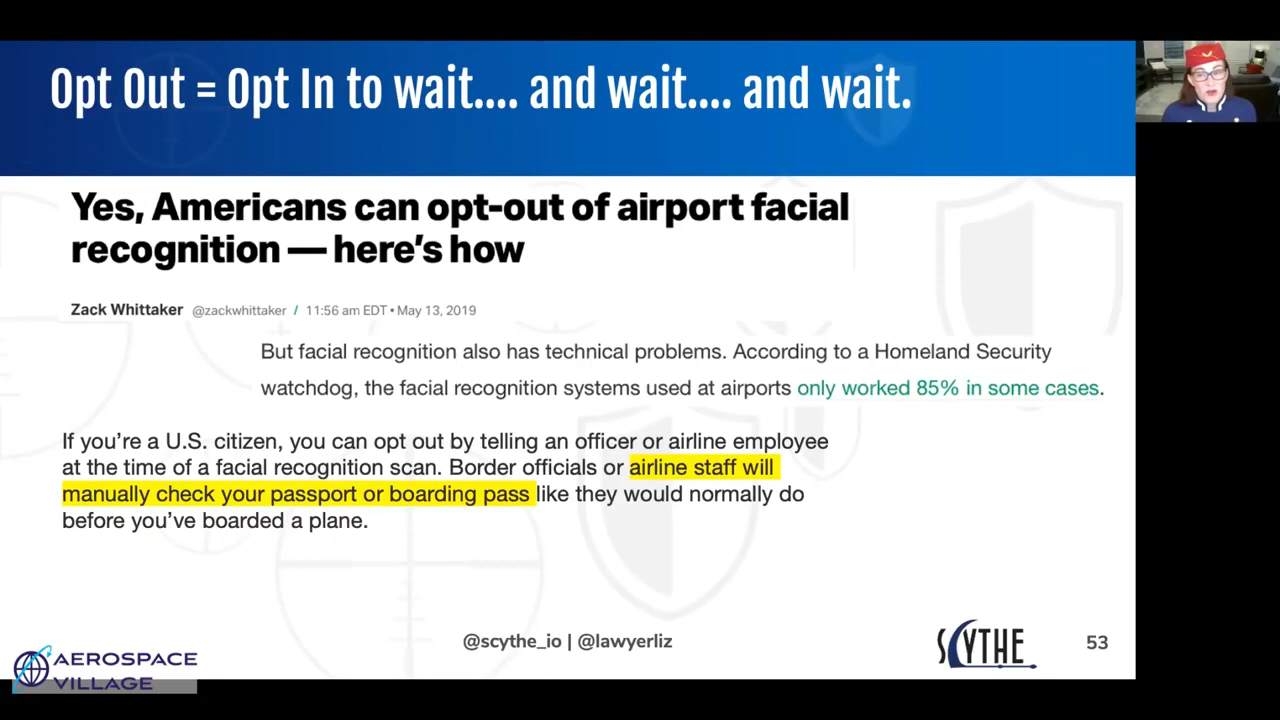 Opt Out = Opt In to wait.... and wait.... and wait.
Yes, Americans can opt-out of airport facial
recognition — here's how
Zack Whittaker @zackwhittaker / 11:56 am EDT • May 13, 2019
But facial recognition also has technical problems. According to a Homeland Security
watchdog, the facial recognition systems used at airports only worked 85% in some cases.
If you're a U.S. citizen, you can opt out by telling an officer or airline employee
at the time of a facial recognition scan. Border officials or airline staff will
manually check your passport or boarding pass like they would normally do
before you've boarded a plane.
@scythe_io | @lawyerliz
SCYTHE
53
AEROSPACE
VILLAGE